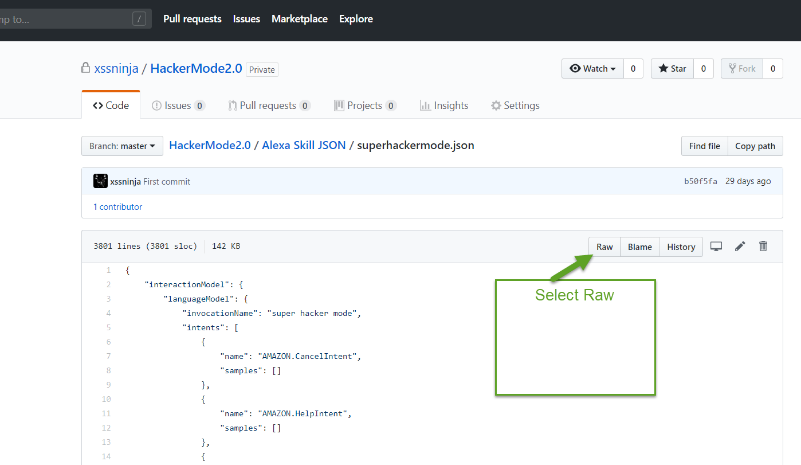 mp to... /
Pull requests Issues Marketplace Explore
xssninja / HackerMode2.0 Private
Watch 0 Star 0 Fork 0
Code Issues 0 Pull requests 0 Projects 0 Insights Settings
Branch: master HackerMode2.0 / Alexa Skill JSON / superhackermode.json Find file Copy path
xssninja First commit b50f5fa 29 days ago
1 contributor
3801 lines (3801 sloc) 142 KB Raw Blame History
1 {
2 "interactionModel": {
3 "languageModel": {
4 "invocationName": "super hacker mode",
5 "intents": [
6 {
7 "name": "AMAZON.CancelIntent",
8 "samples": []
9 },
10 {
11 "name": "AMAZON.HelpIntent",
12 "samples": []
13 },
14 {
Select Raw